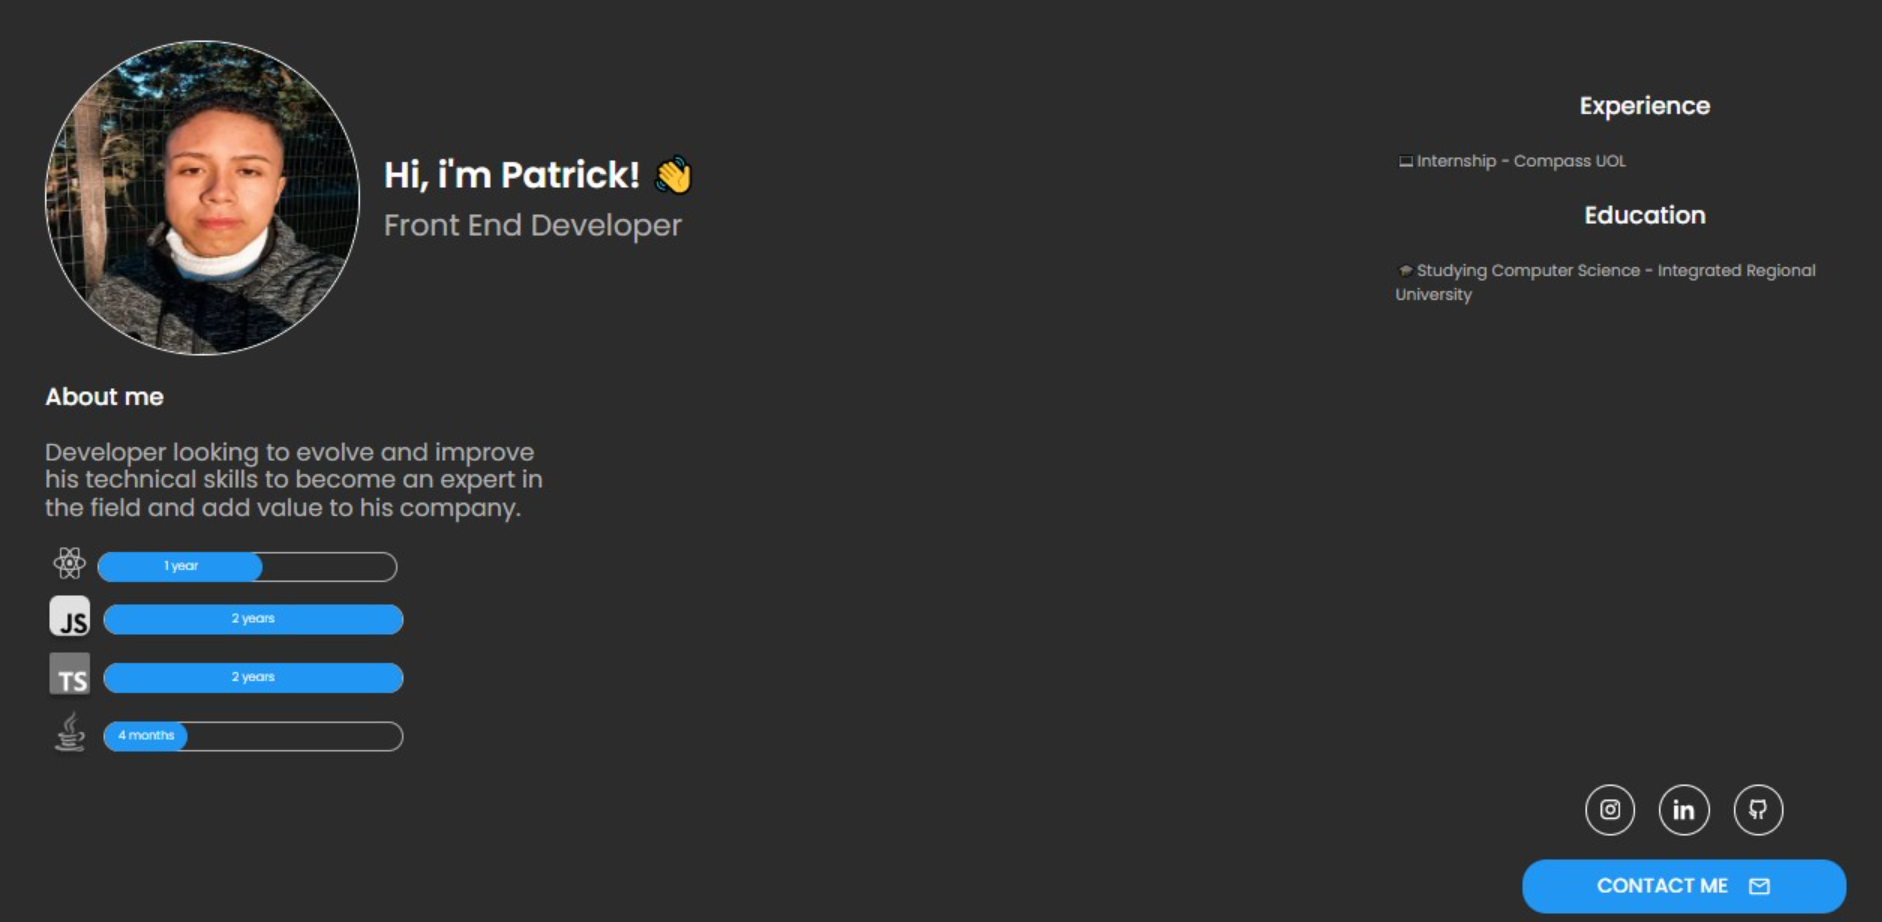 Hi, i'm Patrick! 👋
Front End Developer
About me
Developer looking to evolve and improve
his technical skills to become an expert in
the field and add value to his company.
1 year
JS
2 years
TS
2 years
4 months
Experience
💻 Internship - Compass UOL
Education
🎓 Studying Computer Science - Integrated Regional
University
in
CONTACT ME